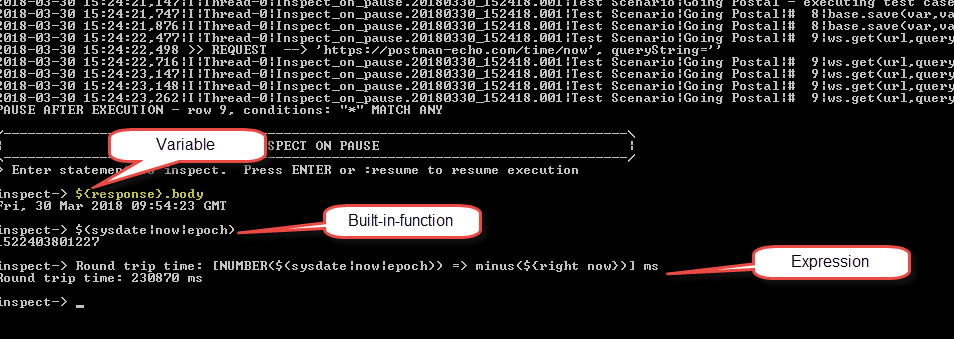 2018-03-30 15:24:21,147|I|Thread-0|Inspect_on_pause.20180330_152418.001|Test Scenario|Going Postal - executing test case
2018-03-30 15:24:21,747|I|Thread-0|Inspect_on_pause.20180330_152418.001|Test Scenario|Going Postal|#  8|base.save(var,va
2018-03-30 15:24:21,876|I|Thread-0|Inspect_on_pause.20180330_152418.001|Test Scenario|Going Postal|#  8|base.save(var,va
2018-03-30 15:24:22,477|I|Thread-0|Inspect_on_pause.20180330_152418.001|Test Scenario|Going Postal|#  9|ws.get(url,query
2018-03-30 15:24:22,498 >> REQUEST  --> 'https://postman-echo.com/time/now', queryString=''
2018-03-30 15:24:22,716|I|Thread-0|Inspect_on_pause.20180330_152418.001|Test Scenario|Going Postal|#  9|ws.get(url,query
2018-03-30 15:24:23,147|I|Thread-0|Inspect_on_pause.20180330_152418.001|Test Scenario|Going Postal|#  9|ws.get(url,query
2018-03-30 15:24:23,148|I|Thread-0|Inspect_on_pause.20180330_152418.001|Test Scenario|Going Postal|#  9|ws.get(url,query
2018-03-30 15:24:23,262|I|Thread-0|Inspect_on_pause.20180330_152418.001|Test Scenario|Going Postal|#  9|ws.get(url,query
PAUSE AFTER EXECUTION - row 9, conditions: "*" MATCH ANY
Variable
SPECT ON PAUSE
> Enter statemen to inspect.  Press ENTER or :resume to resume execution
inspect-> ${response}.body
Fri, 30 Mar 2018 09:54:23 GMT
Built-in-function
inspect-> $(sysdate|now|epoch)
1522403801227
inspect-> Round trip time: [NUMBER($(sysdate|now|epoch)) => minus(${right now})] ms
Expression
Round trip time: 230870 ms
inspect-> _